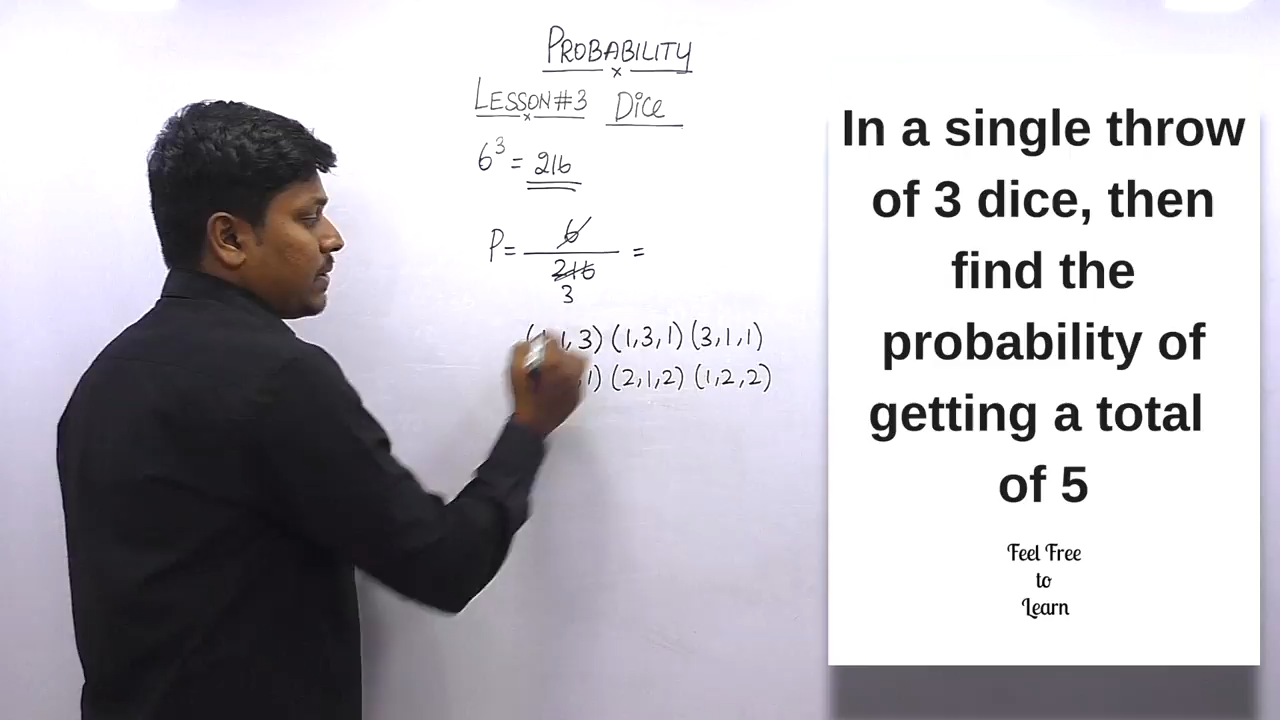 PROBABILITY
x
LESSON#3 Dice
x
6³ = 216
P = 6/216 =
3
1,3) (1,3,1) (3,1,1)
1) (2,1,2) (1,2,2)
In a single throw
of 3 dice, then
find the
probability of
getting a total
of 5
Feel Free
to
Learn